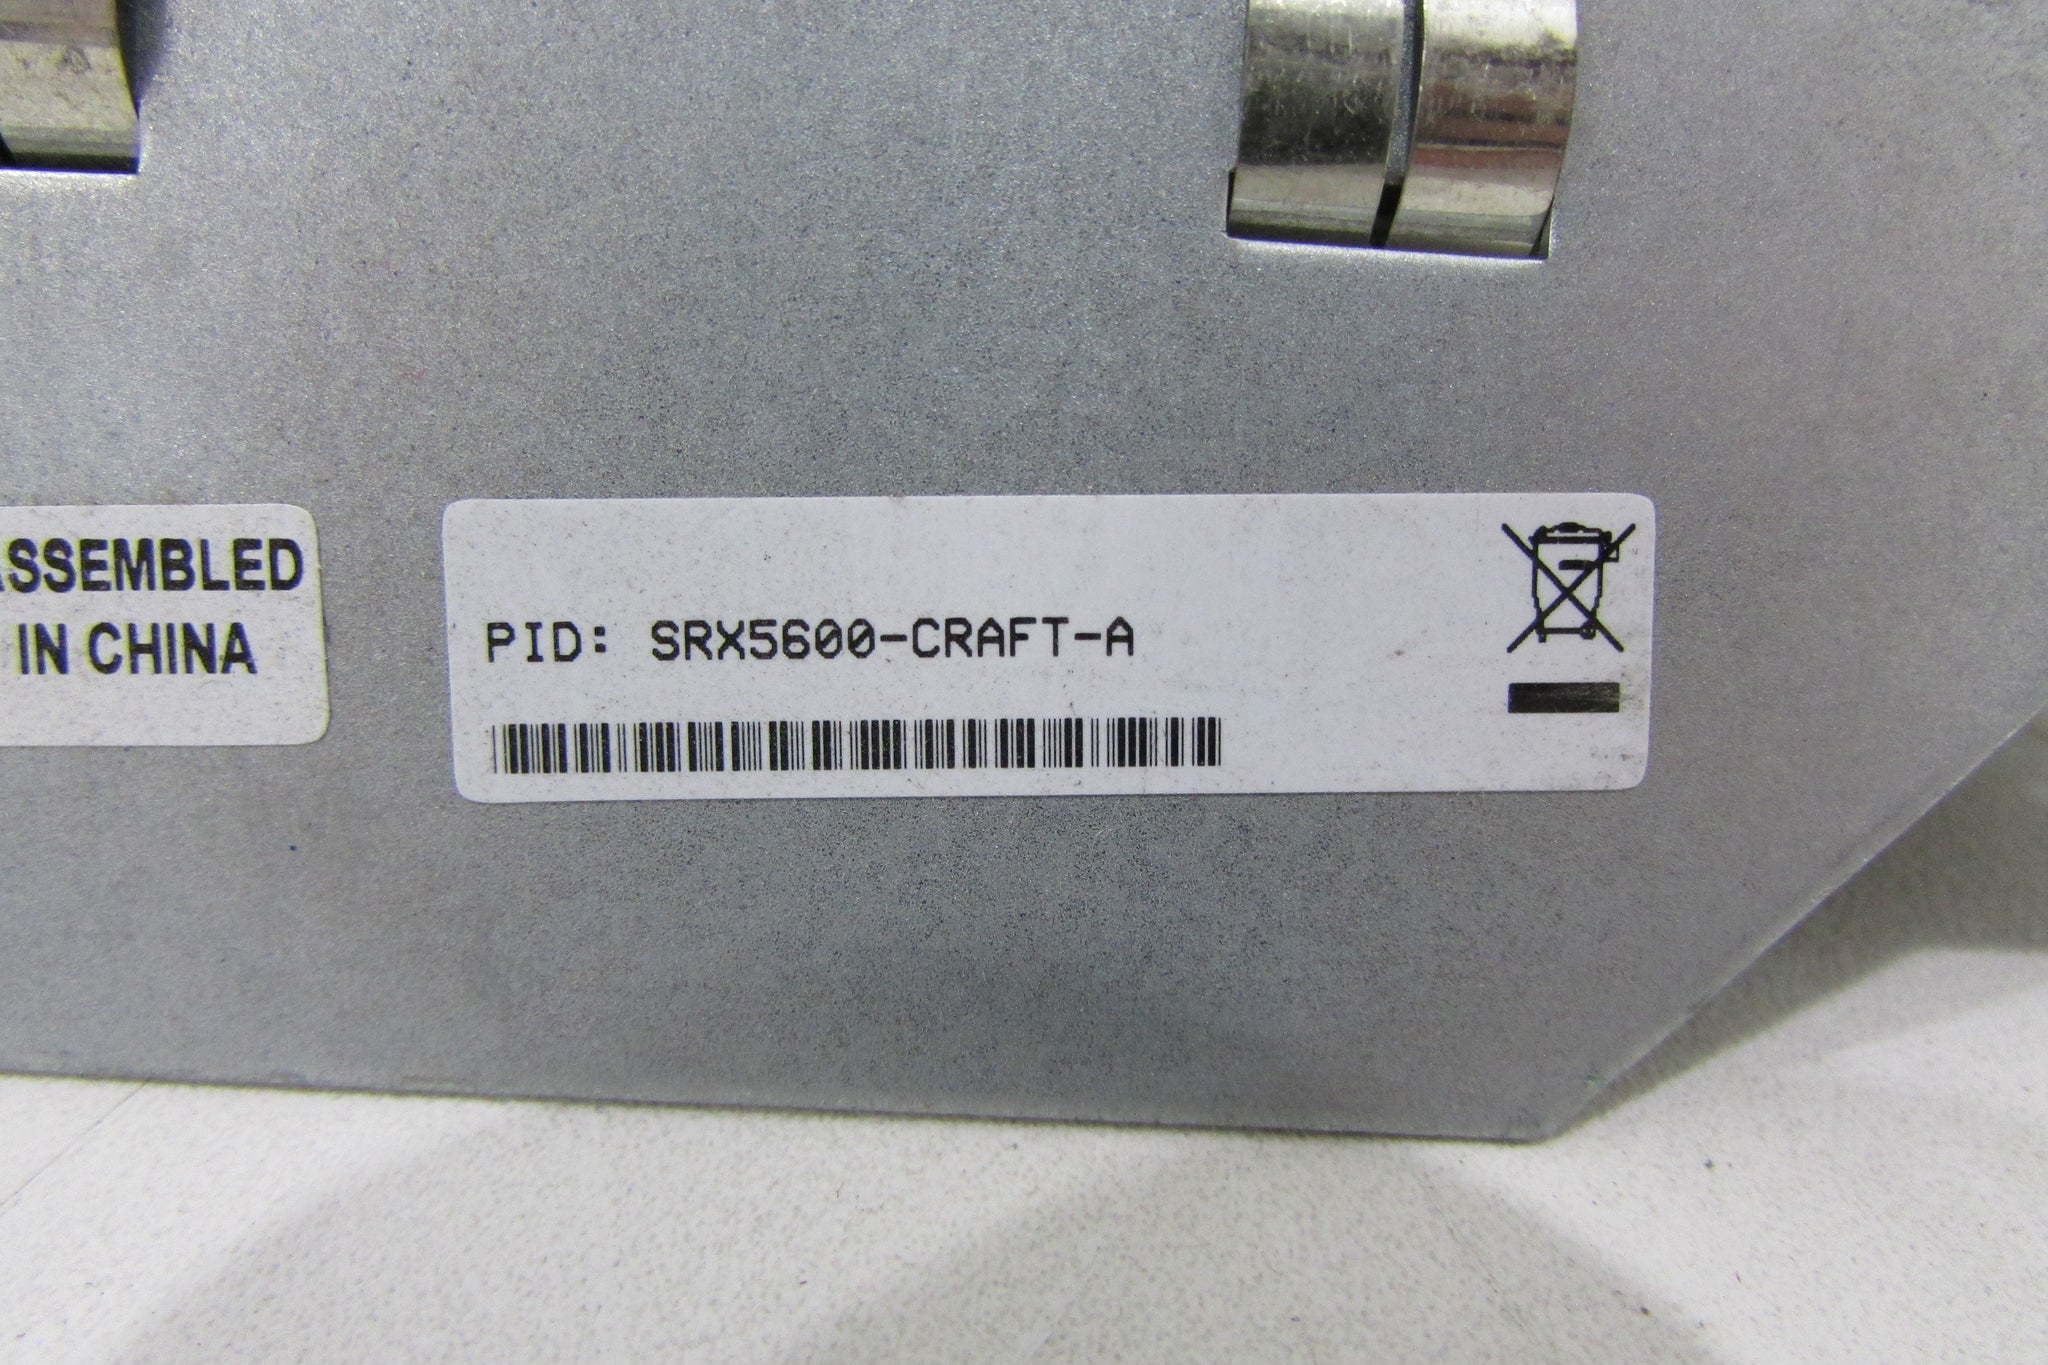 ASSEMBLED
IN CHINA
PID: SRX5600-CRAFT-A